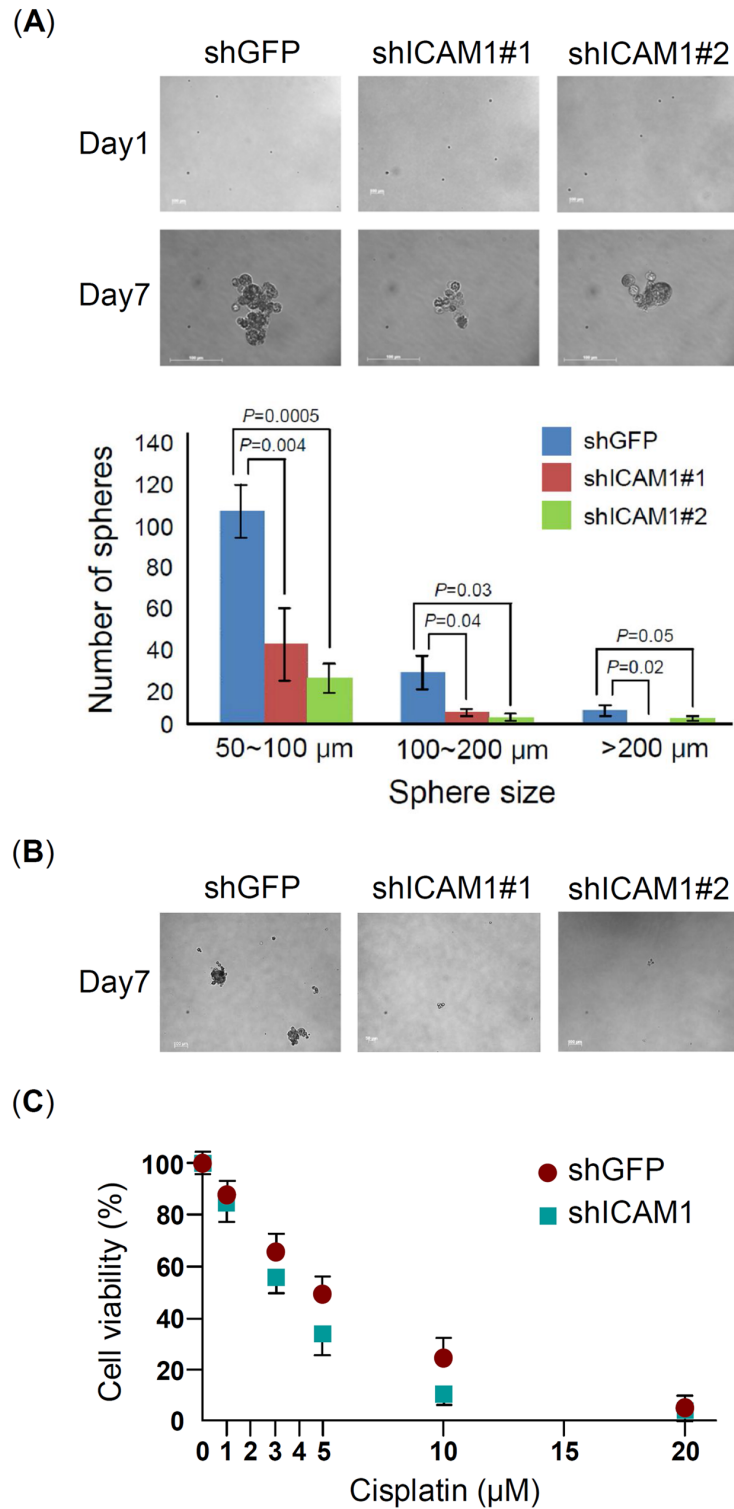 (A)
shGFP shICAM1#1 shICAM1#2
Day1
Day7
P=0.0005
P=0.004
P=0.03
P=0.04
P=0.05
P=0.02
shGFP
shICAM1#1
shICAM1#2
Number of spheres
140
120
100
80
60
40
20
0
50~100 µm 100~200 µm >200 µm
Sphere size
(B)
shGFP shICAM1#1 shICAM1#2
Day7
(C)
shGFP
shICAM1
Cell viability (%)
100
80
60
40
20
0
0 1 2 3 4 5 10 15 20
Cisplatin (µM)